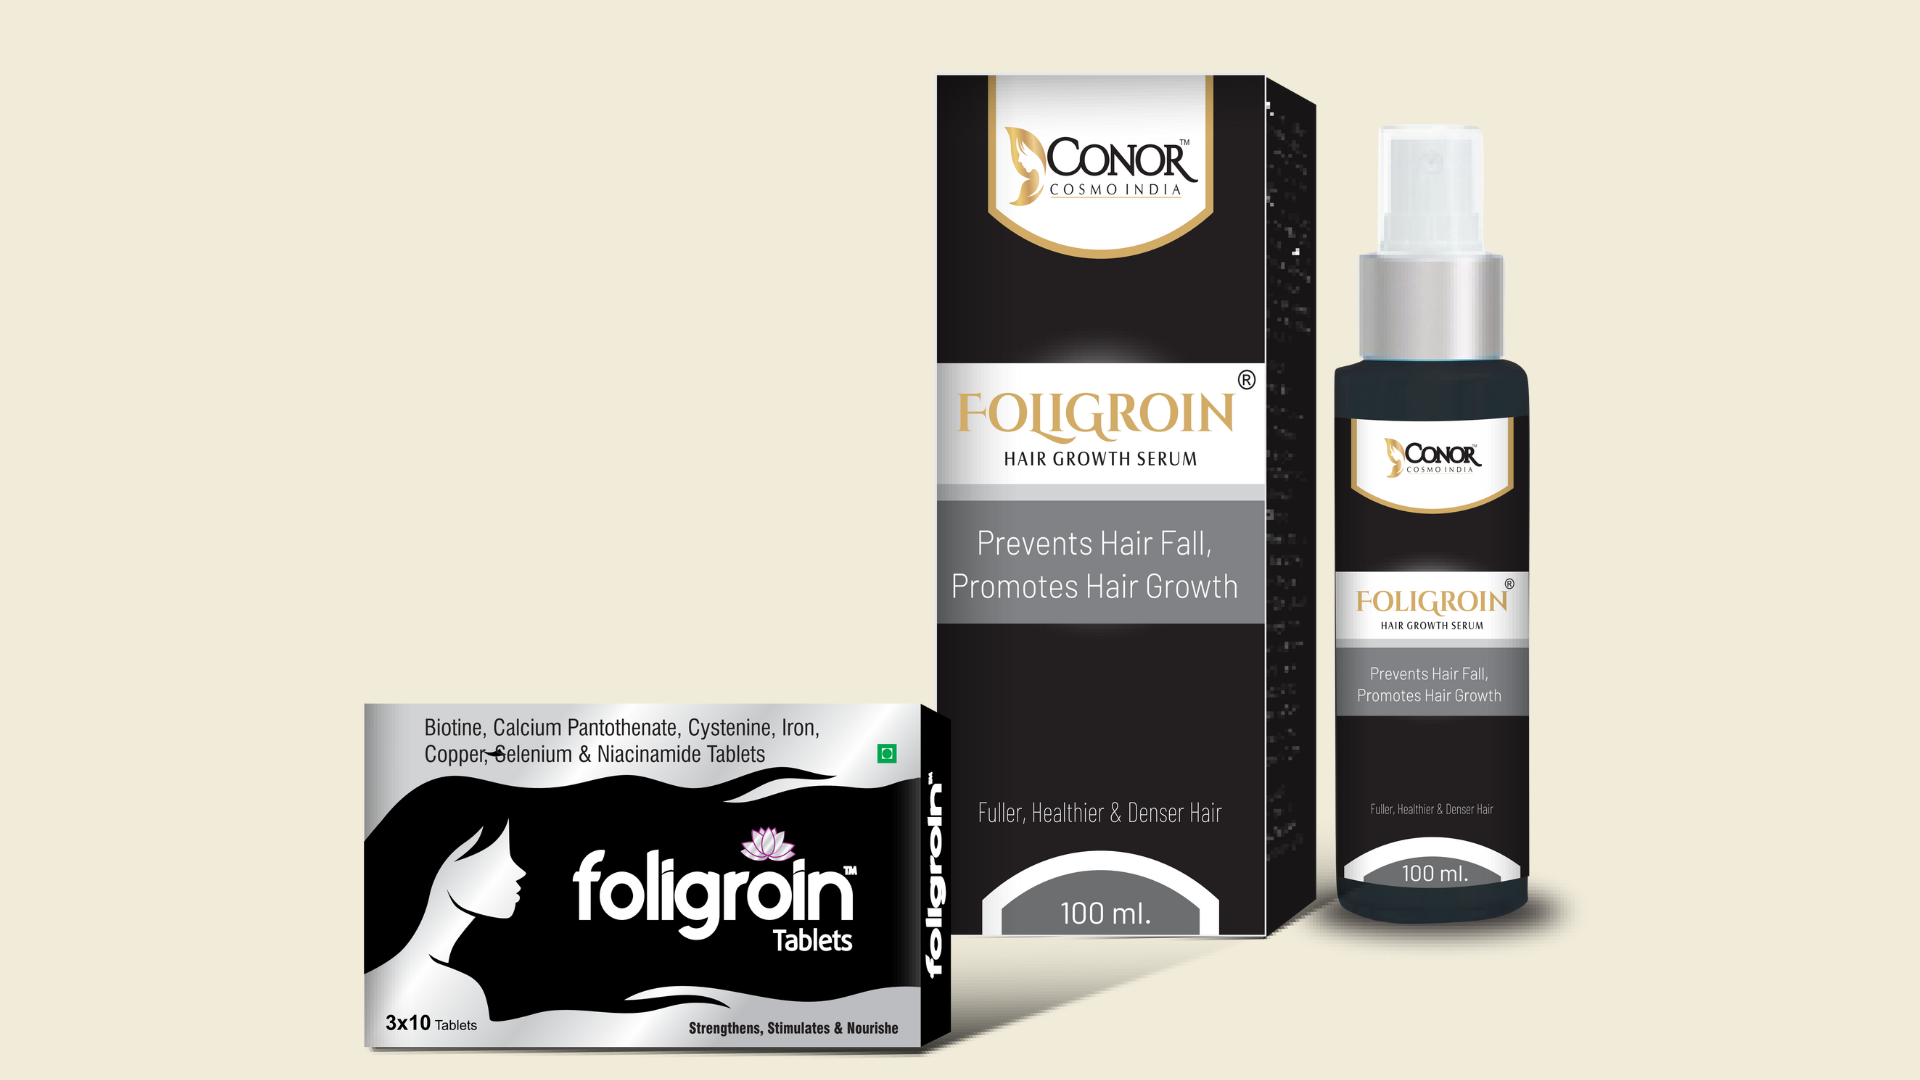 CONOR™
COSMO INDIA
FOLIGROIN®
HAIR GROWTH SERUM
Prevents Hair Fall,
Promotes Hair Growth
Fuller, Healthier & Denser Hair
100 ml.
CONOR™
COSMO INDIA
FOLIGROIN®
HAIR GROWTH SERUM
Prevents Hair Fall,
Promotes Hair Growth
Fuller, Healthier & Denser Hair
100 ml.
Biotine, Calcium Pantothenate, Cystenine, Iron,
Copper, Selenium & Niacinamide Tablets
foligroin™
Tablets
3x10 Tablets
Strengthens, Stimulates & Nourishe
foligroin™